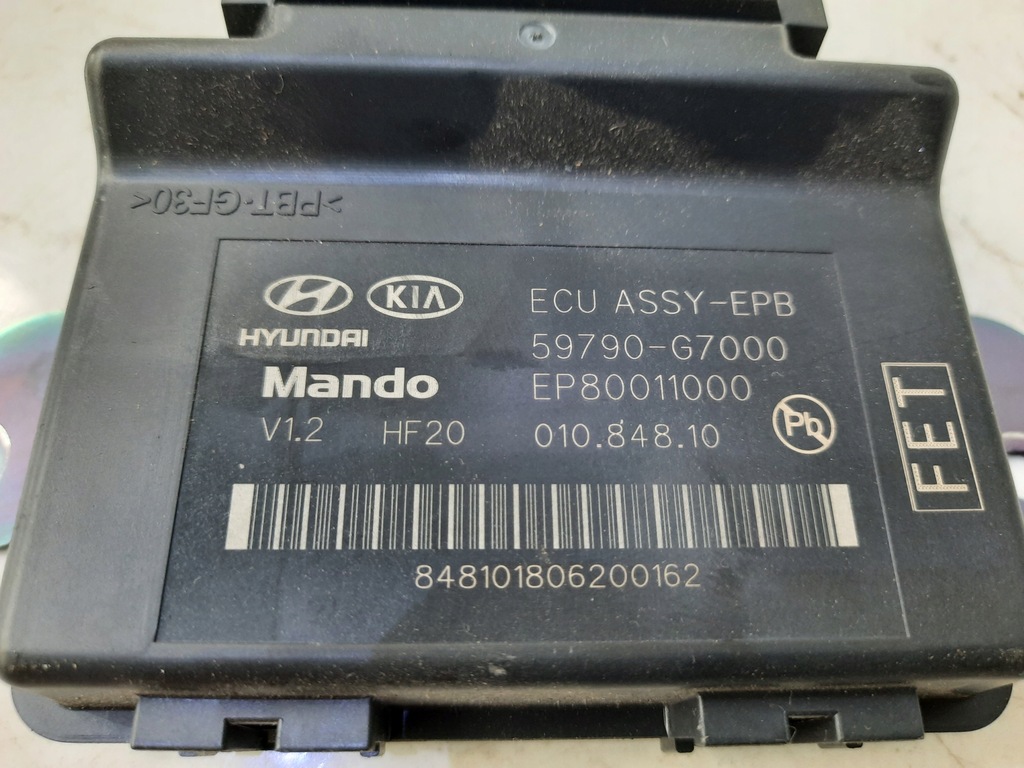 >PBT-GF30<
KIA
ECU ASSY-EPB
HYUNDAI
59790-G7000
Mando
EP80011000
V1.2 HF20 010.848.10
Pb
FET
848101806200162